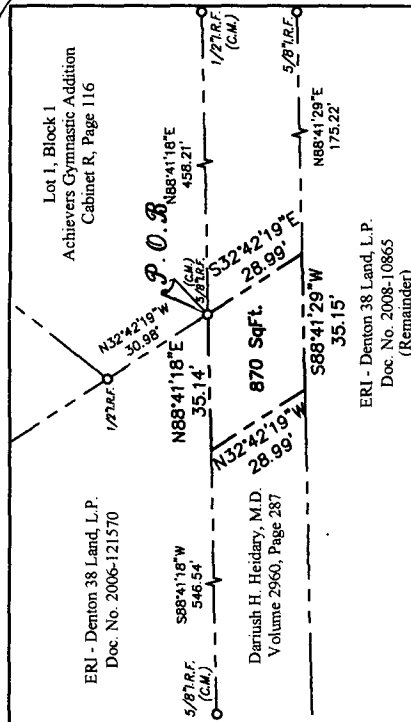 1/2"I.R.F.
(C.M.)
5/8"I.R.F.
Lot 1, Block 1
Achievers Gymnastic Addition
Cabinet R, Page 116
N88°41'18"E
458.21'
N88°41'29"E
175.22'
P.O.B
(C.M.)
5/8"I.R.F.
N32°42'19"W
30.98'
1/2"I.R.F.
S32°42'19"E
28.99'
N88°41'18"E
35.14'
870 SqFt.
S88°41'29"W
35.15'
N32°42'19"W
28.99'
ERI - Denton 38 Land, L.P.
Doc. No. 2008-10865
(Remainder)
ERI - Denton 38 Land, L.P.
Doc. No. 2006-121570
S88°41'18"W
546.54'
Dariush H. Heidary, M.D.
Volume 2960, Page 287
5/8"I.R.F.
(C.M.)